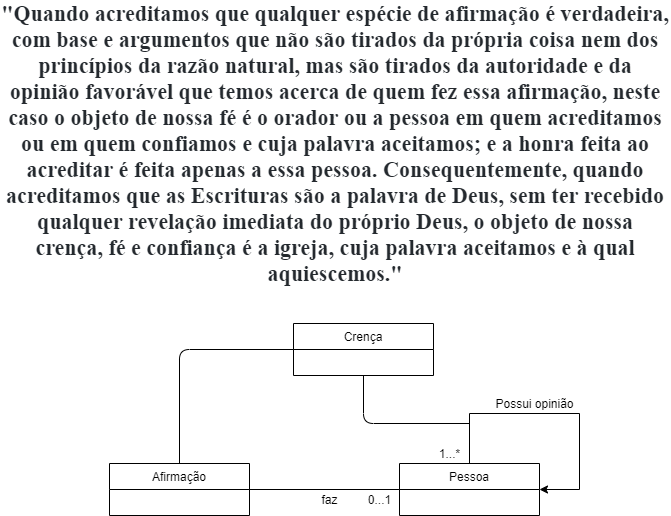 "Quando acreditamos que qualquer espécie de afirmação é verdadeira,
com base e argumentos que não são tirados da própria coisa nem dos
princípios da razão natural, mas são tirados da autoridade e da
opinião favorável que temos acerca de quem fez essa afirmação, neste
caso o objeto de nossa fé é o orador ou a pessoa em quem acreditamos
ou em quem confiamos e cuja palavra aceitamos; e a honra feita ao
acreditar é feita apenas a essa pessoa. Consequentemente, quando
acreditamos que as Escrituras são a palavra de Deus, sem ter recebido
qualquer revelação imediata do próprio Deus, o objeto de nossa
crença, fé e confiança é a igreja, cuja palavra aceitamos e à qual
aquiescemos."
Crença
Possui opinião
1...*
Afirmação
Pessoa
faz
0...1